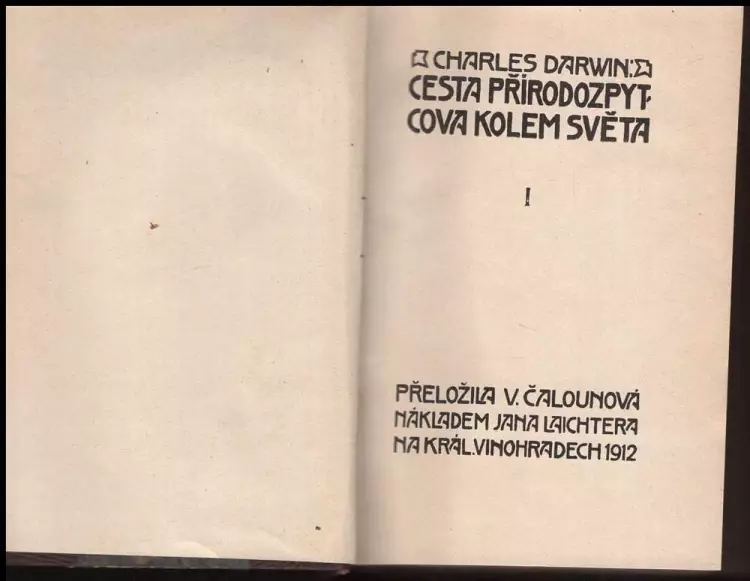 CHARLES DARWIN:
CESTA PŘÍRODOZPYT-
COVA KOLEM SVĚTA
I
PŘELOŽILA V. ČALOUNOVÁ
NÁKLADEM JANA LAICHTERA
NA KRÁL. VINOHRADECH 1912